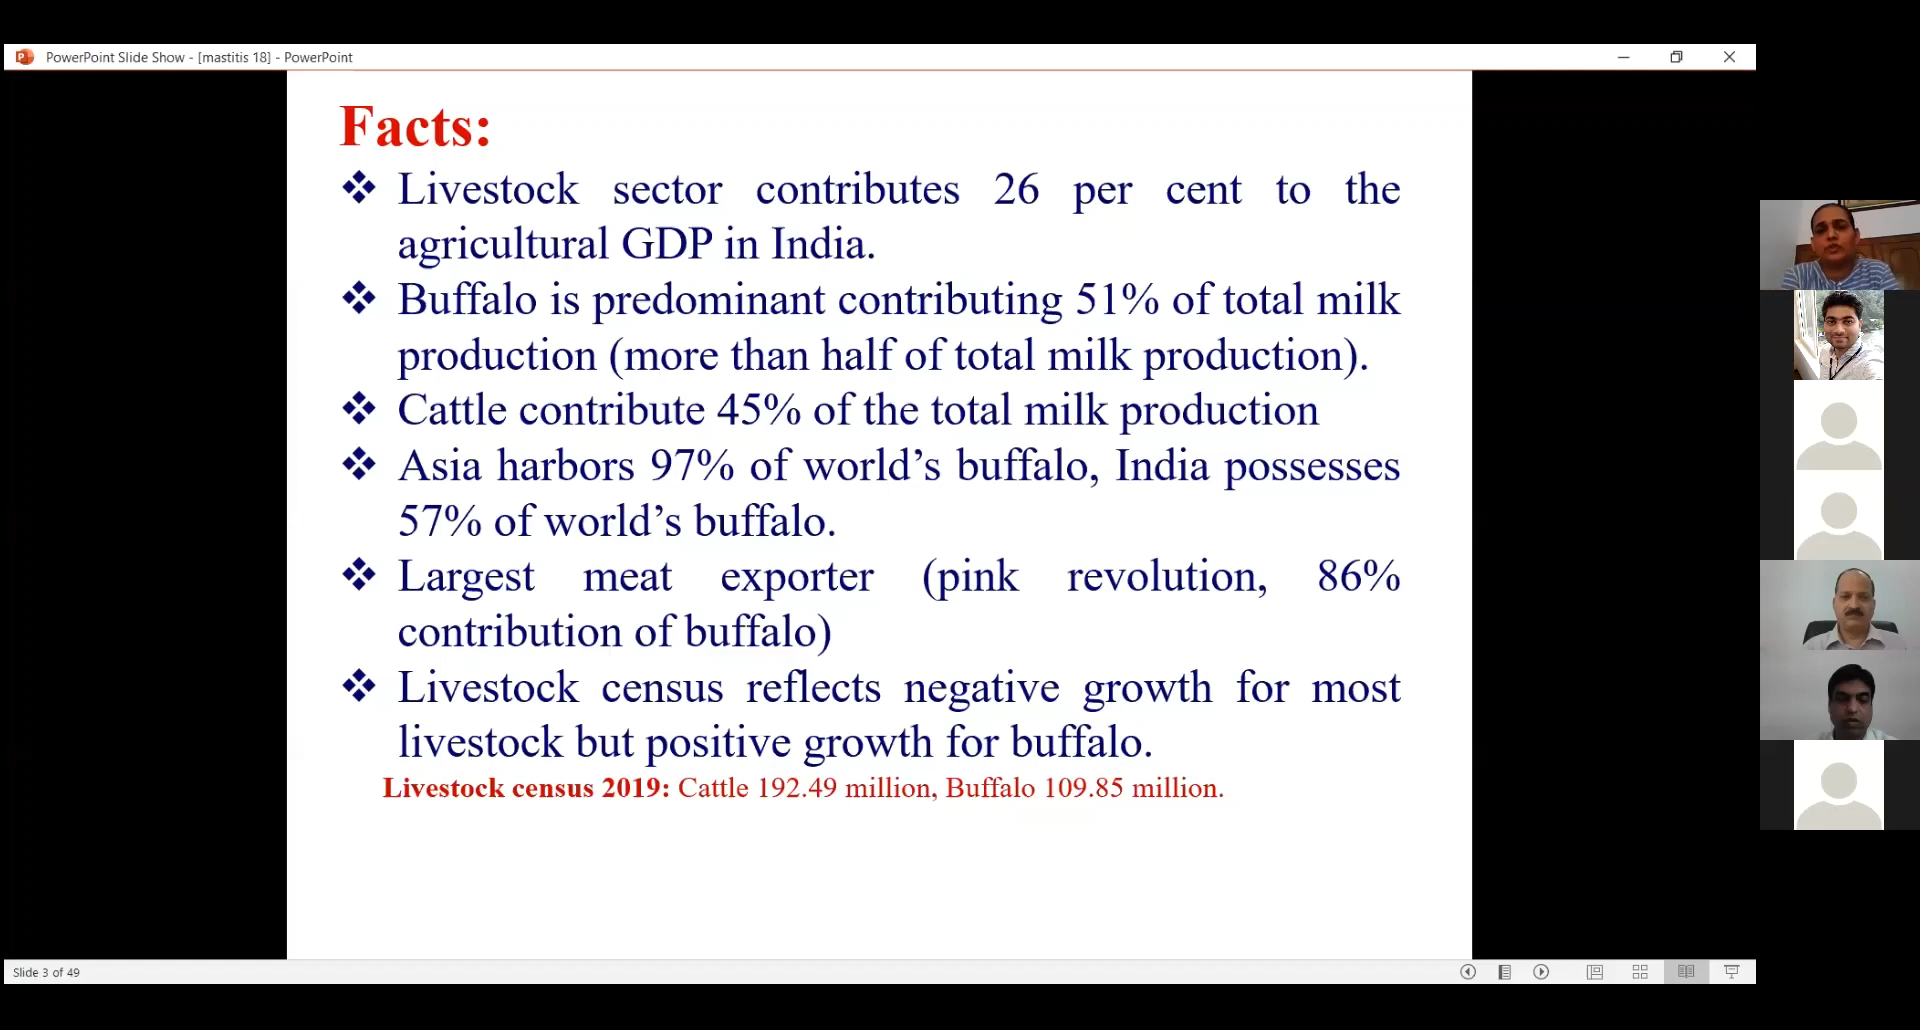 PowerPoint Slide Show - [mastitis 18] - PowerPoint
Facts:
❖ Livestock sector contributes 26 per cent to the
agricultural GDP in India.
❖ Buffalo is predominant contributing 51% of total milk
production (more than half of total milk production).
❖ Cattle contribute 45% of the total milk production
❖ Asia harbors 97% of world’s buffalo, India possesses
57% of world’s buffalo.
❖ Largest meat exporter (pink revolution, 86%
contribution of buffalo)
❖ Livestock census reflects negative growth for most
livestock but positive growth for buffalo.
Livestock census 2019: Cattle 192.49 million, Buffalo 109.85 million.
Slide 3 of 49